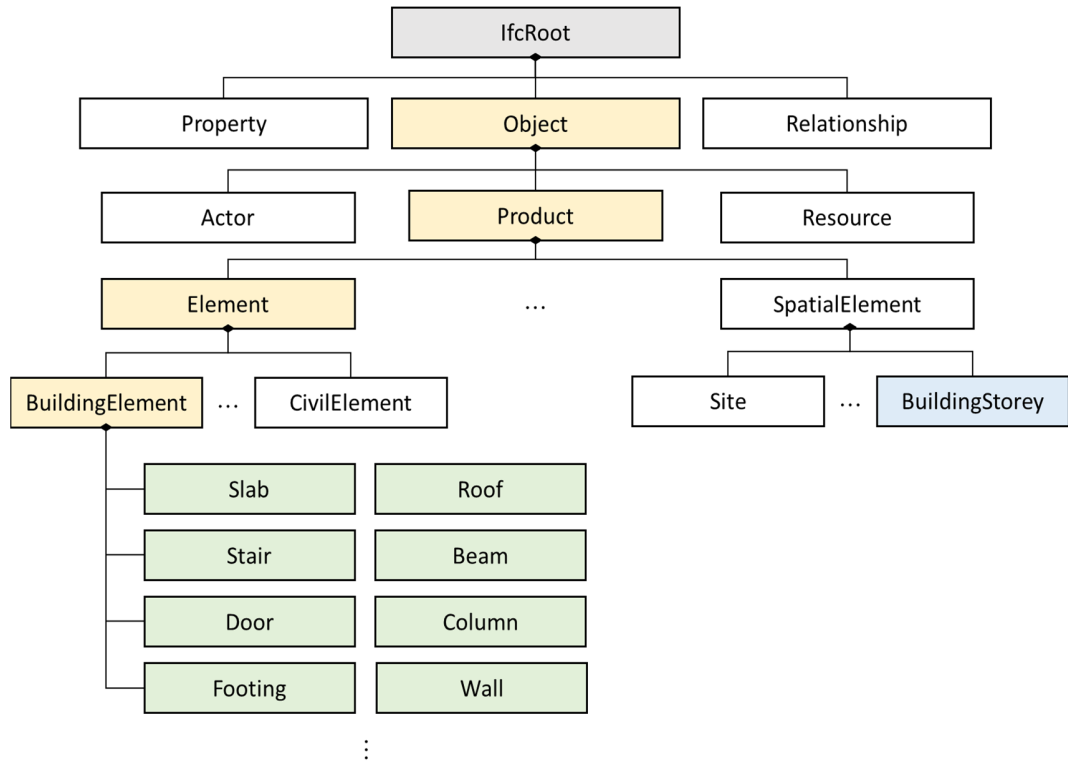 IfcRoot
Property
Object
Relationship
Actor
Product
Resource
Element
...
SpatialElement
BuildingElement
...
CivilElement
Site
...
BuildingStorey
Slab
Roof
Stair
Beam
Door
Column
Footing
Wall
⋮